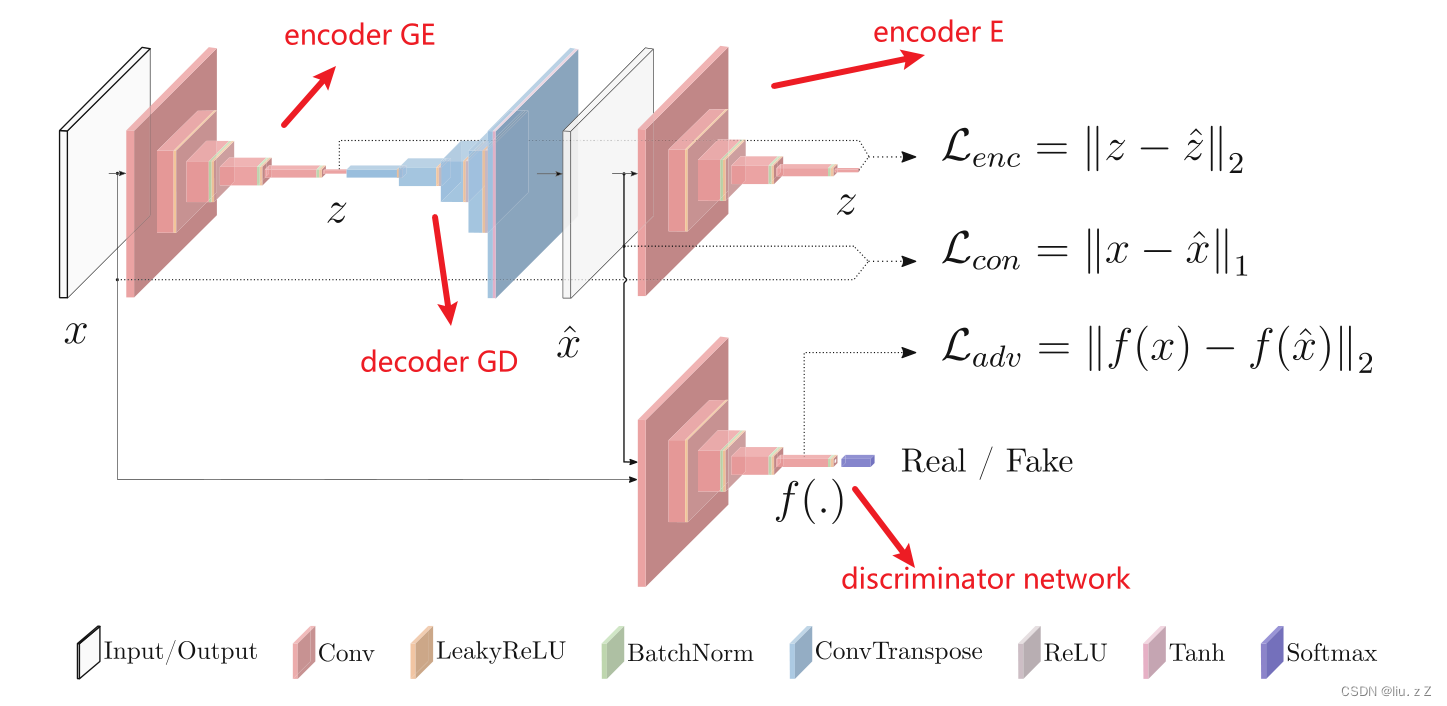 encoder GE
encoder E
z
z
ℒ_enc = ‖z − ẑ‖₂
ℒ_con = ‖x − x̂‖₁
x
x̂
decoder GD
ℒ_adv = ‖f(x) − f(x̂)‖₂
Real / Fake
f(.)
discriminator network
Input/Output Conv LeakyReLU BatchNorm ConvTranspose ReLU Tanh Softmax
CSDN @liu. z Z